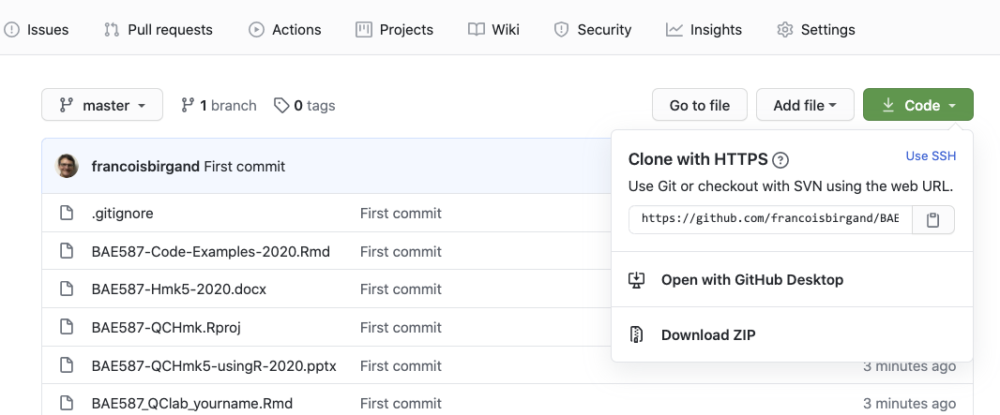 Issues Pull requests Actions Projects Wiki Security Insights Settings
master 1 branch 0 tags Go to file Add file Code
francoisbirgand First commit
Clone with HTTPS ? Use SSH
Use Git or checkout with SVN using the web URL.
https://github.com/francoisbirgand/BAE
Open with GitHub Desktop
Download ZIP
.gitignore First commit
BAE587-Code-Examples-2020.Rmd First commit
BAE587-Hmk5-2020.docx First commit
BAE587-QCHmk.Rproj First commit
BAE587-QCHmk5-usingR-2020.pptx First commit 3 minutes ago
BAE587_QClab_yourname.Rmd First commit 3 minutes ago